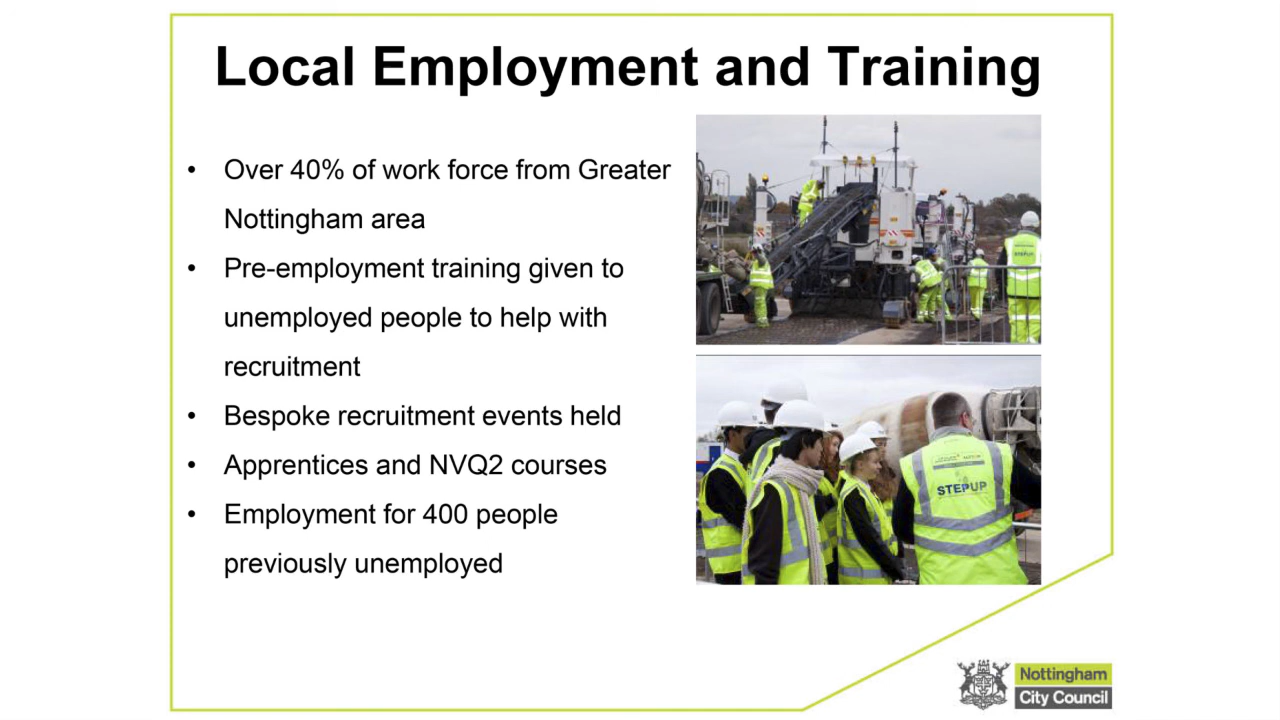 Local Employment and Training
• Over 40% of work force from Greater
Nottingham area
• Pre-employment training given to
unemployed people to help with
recruitment
• Bespoke recruitment events held
• Apprentices and NVQ2 courses
• Employment for 400 people
previously unemployed
STEPUP
STEPUP
Nottingham
City Council